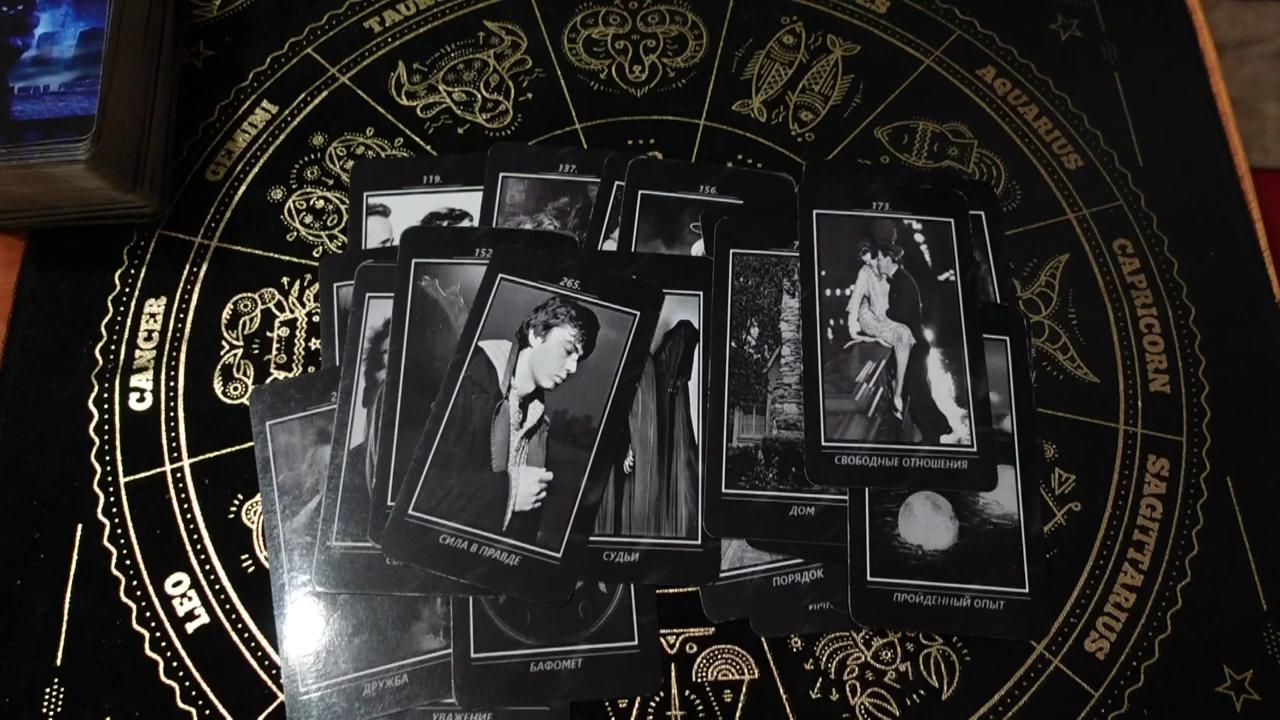 GEMINI
AQUARIUS
CAPRICORN
SAGITTARIUS
CANCER
LEO
119.
137.
156.
173.
152
265.
СВОБОДНЫЕ ОТНОШЕНИЯ
СИЛА В ПРАВДЕ
СУДЬИ
ДОМ
ПОРЯДОК
ПРОЙДЕННЫЙ ОПЫТ
БАФОМЕТ
ДРУЖБА
УВАЖЕНИЕ